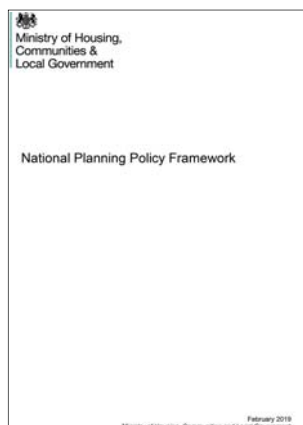 Ministry of Housing,
Communities &
Local Government
National Planning Policy Framework
February 2019